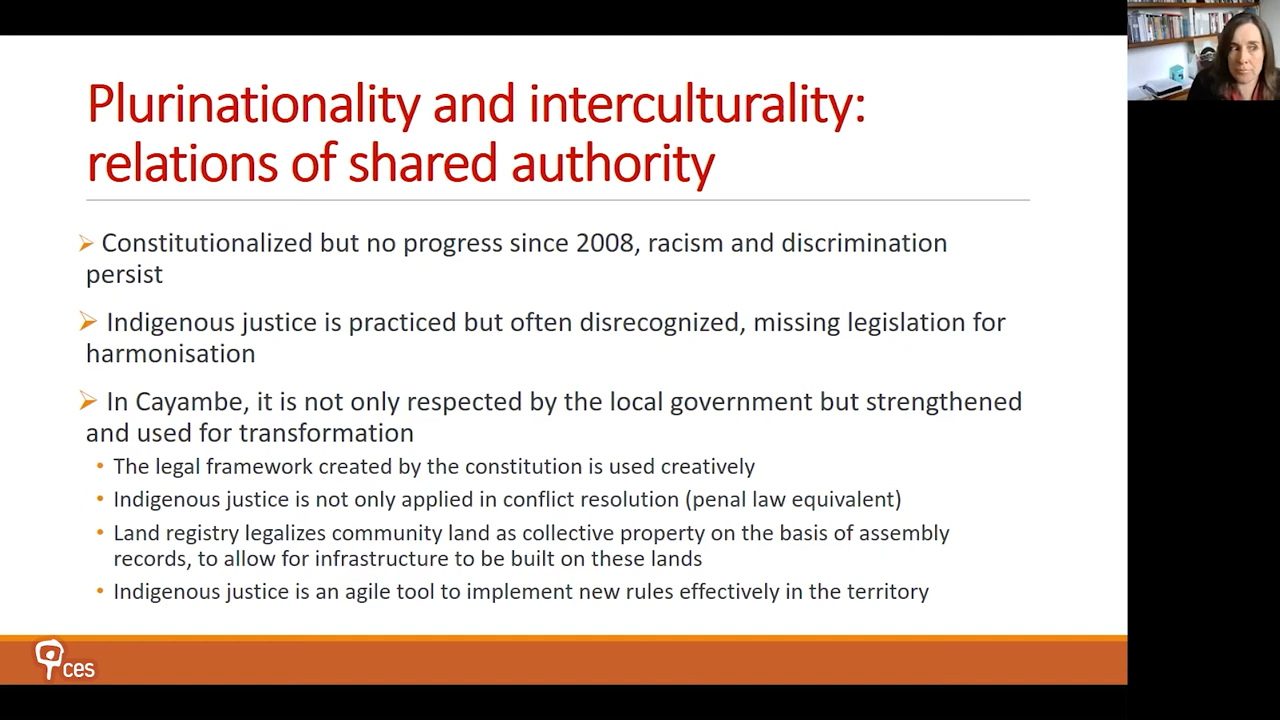 Plurinationality and interculturality:
relations of shared authority
Constitutionalized but no progress since 2008, racism and discrimination
persist
Indigenous justice is practiced but often disrecognized, missing legislation for
harmonisation
In Cayambe, it is not only respected by the local government but strengthened
and used for transformation
• The legal framework created by the constitution is used creatively
• Indigenous justice is not only applied in conflict resolution (penal law equivalent)
• Land registry legalizes community land as collective property on the basis of assembly
records, to allow for infrastructure to be built on these lands
• Indigenous justice is an agile tool to implement new rules effectively in the territory
ces